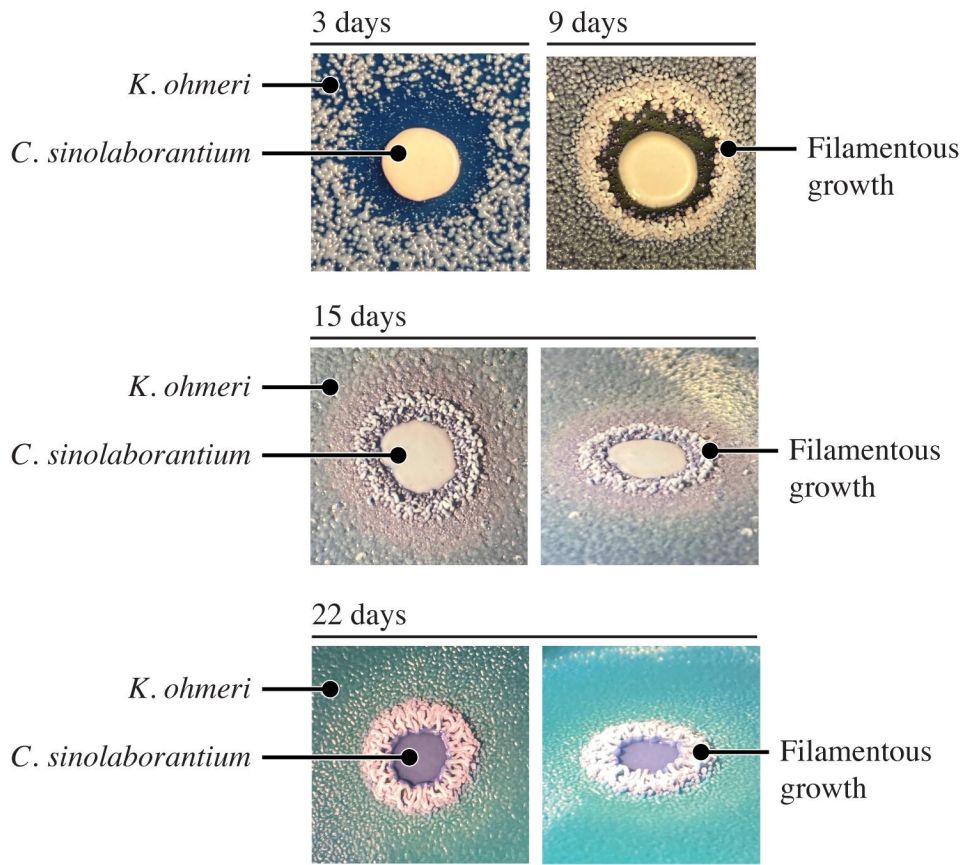 3 days
9 days
K. ohmeri
C. sinolaborantium
Filamentous
growth
15 days
K. ohmeri
C. sinolaborantium
Filamentous
growth
22 days
K. ohmeri
C. sinolaborantium
Filamentous
growth